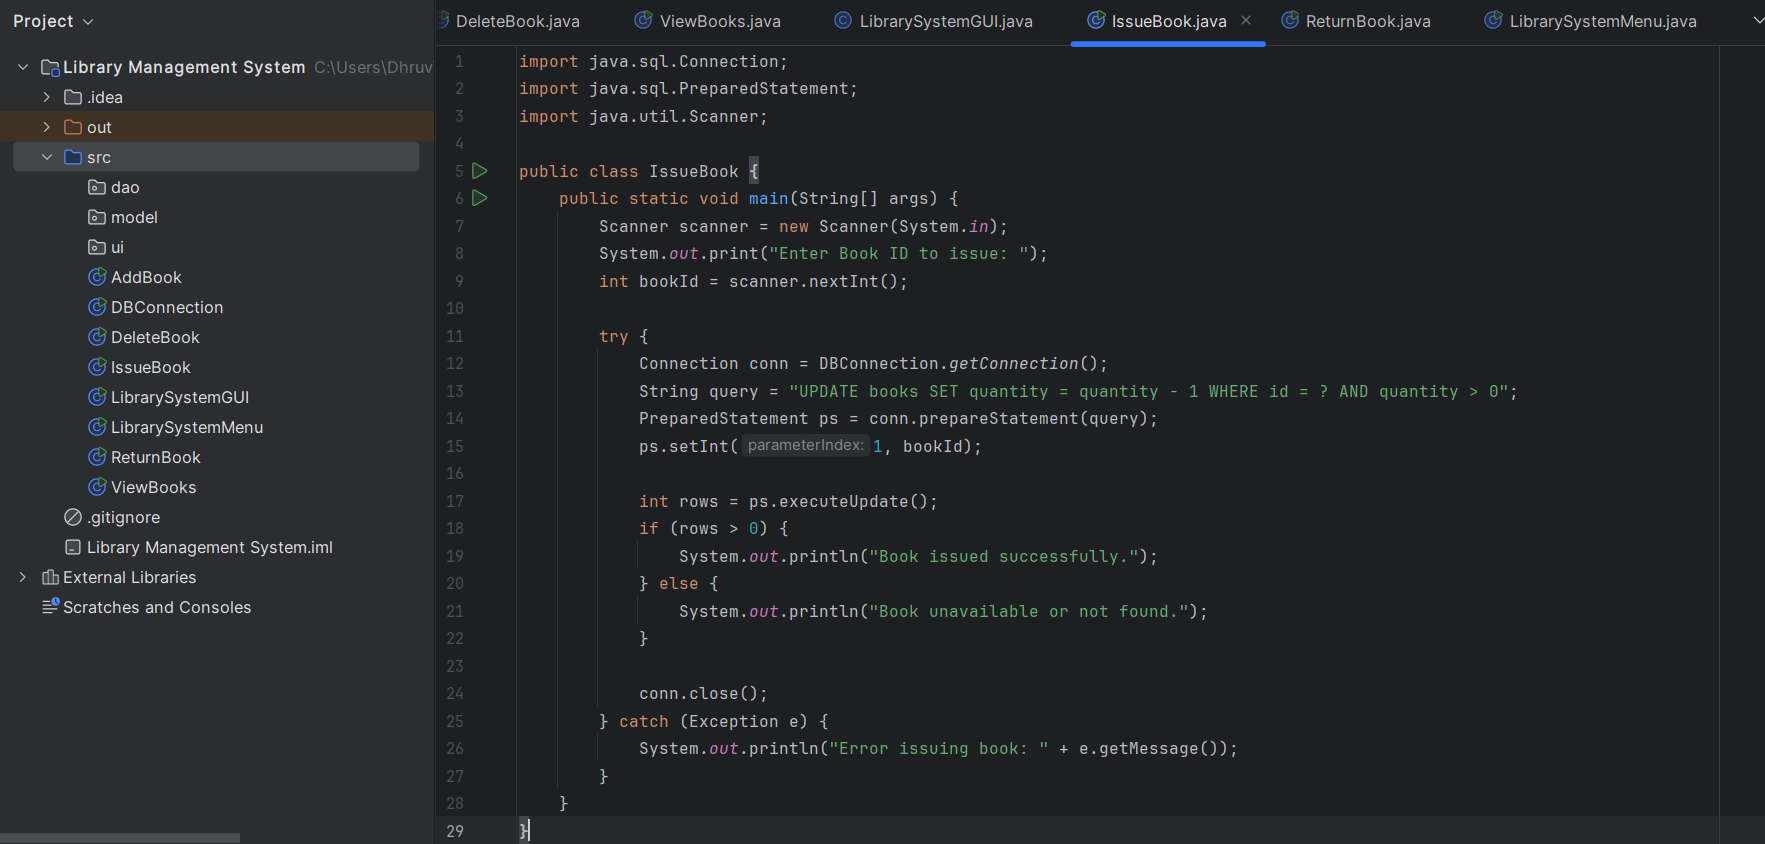 Project
Library Management System C:\Users\Dhruv
.idea
out
src
dao
model
ui
AddBook
DBConnection
DeleteBook
IssueBook
LibrarySystemGUI
LibrarySystemMenu
ReturnBook
ViewBooks
.gitignore
Library Management System.iml
External Libraries
Scratches and Consoles
DeleteBook.java ViewBooks.java LibrarySystemGUI.java IssueBook.java ReturnBook.java LibrarySystemMenu.java
1 import java.sql.Connection;
2 import java.sql.PreparedStatement;
3 import java.util.Scanner;
4
5 public class IssueBook {
6     public static void main(String[] args) {
7         Scanner scanner = new Scanner(System.in);
8         System.out.print("Enter Book ID to issue: ");
9         int bookId = scanner.nextInt();
10
11         try {
12             Connection conn = DBConnection.getConnection();
13             String query = "UPDATE books SET quantity = quantity - 1 WHERE id = ? AND quantity > 0";
14             PreparedStatement ps = conn.prepareStatement(query);
15             ps.setInt( parameterIndex: 1, bookId);
16
17             int rows = ps.executeUpdate();
18             if (rows > 0) {
19                 System.out.println("Book issued successfully.");
20             } else {
21                 System.out.println("Book unavailable or not found.");
22             }
23
24             conn.close();
25         } catch (Exception e) {
26             System.out.println("Error issuing book: " + e.getMessage());
27         }
28     }
29 }